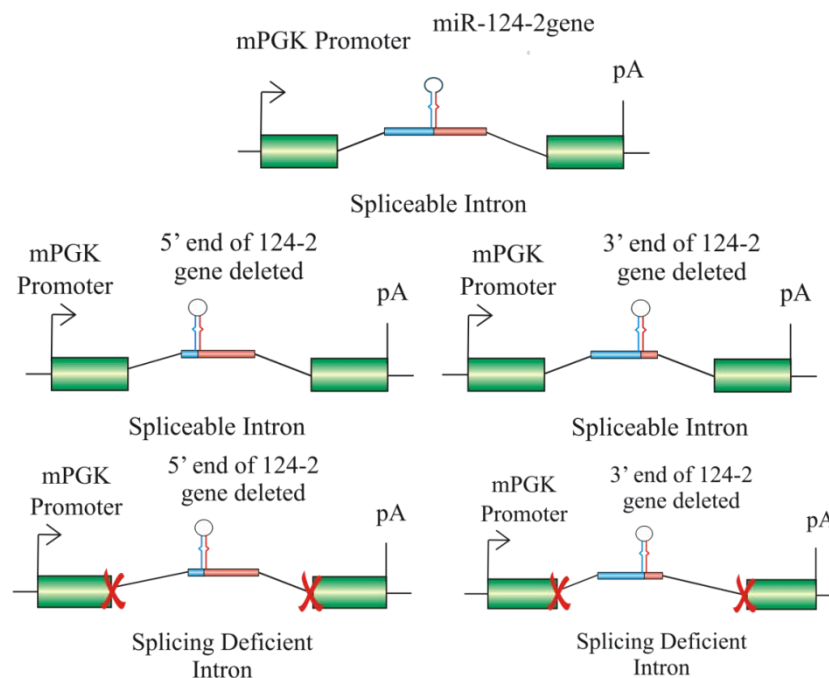 mPGK Promoter
miR-124-2gene
pA
Spliceable Intron
mPGK
Promoter
5' end of 124-2
gene deleted
pA
Spliceable Intron
mPGK
Promoter
3' end of 124-2
gene deleted
pA
Spliceable Intron
mPGK
Promoter
5' end of 124-2
gene deleted
pA
Splicing Deficient
Intron
mPGK
Promoter
3' end of 124-2
gene deleted
pA
Splicing Deficient
Intron